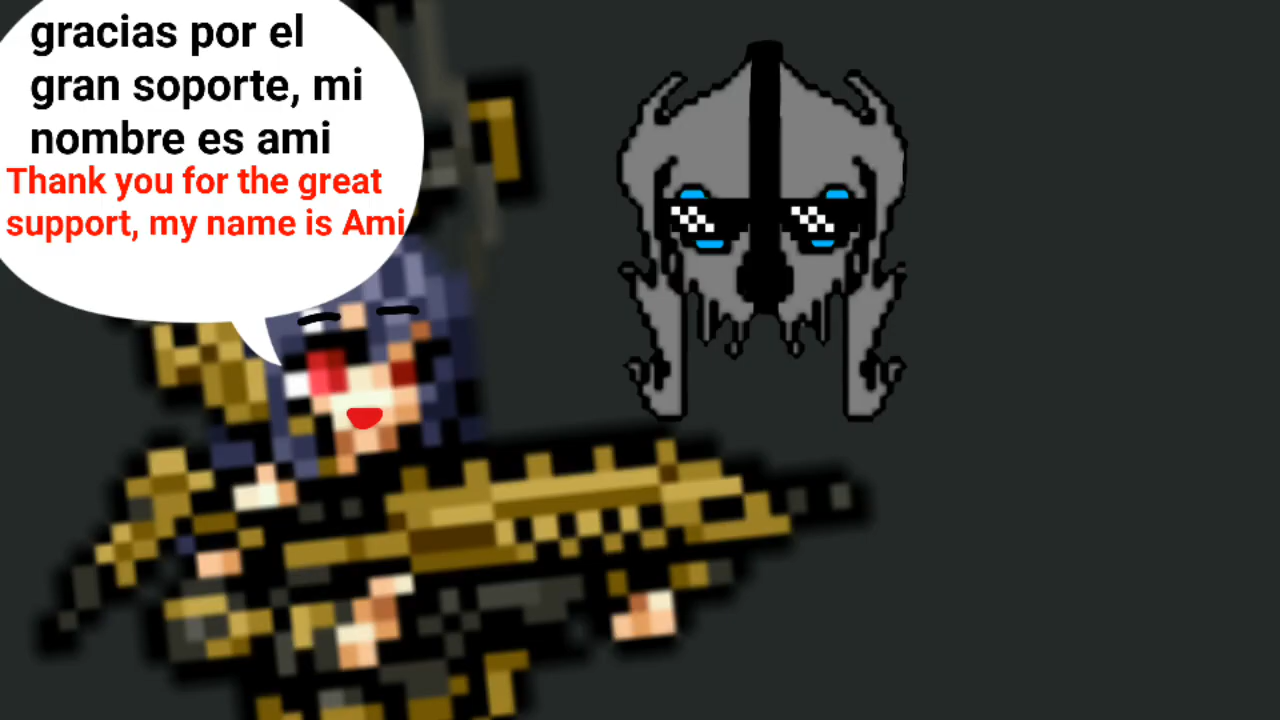 gracias por el
gran soporte, mi
nombre es ami
Thank you for the great
support, my name is Ami